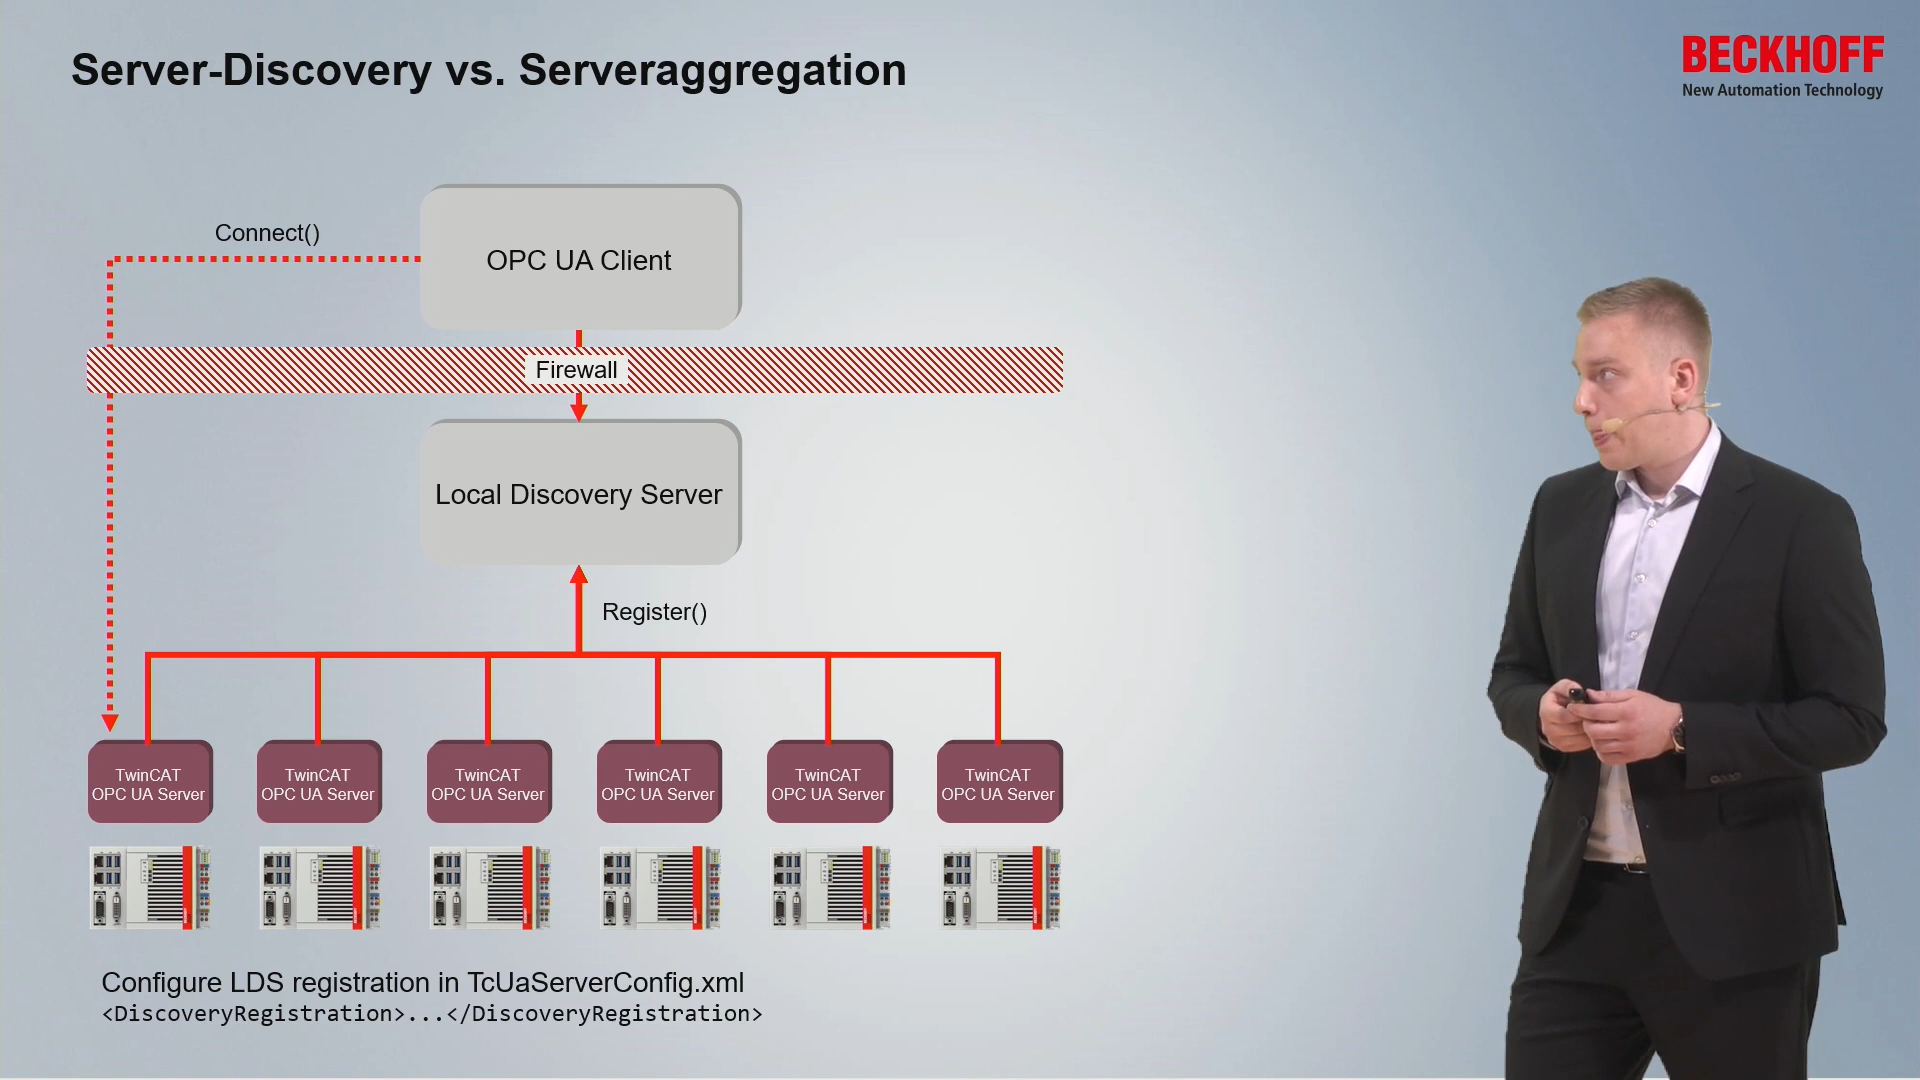 Server-Discovery vs. Serveraggregation
BECKHOFF
New Automation Technology
Connect()
OPC UA Client
Firewall
Local Discovery Server
Register()
TwinCAT
OPC UA Server
TwinCAT
OPC UA Server
TwinCAT
OPC UA Server
TwinCAT
OPC UA Server
TwinCAT
OPC UA Server
TwinCAT
OPC UA Server
Configure LDS registration in TcUaServerConfig.xml
<DiscoveryRegistration>...</DiscoveryRegistration>